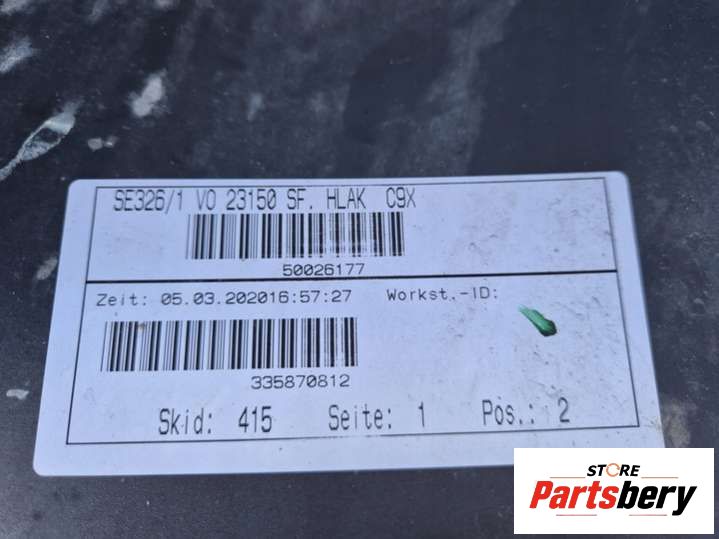 SE326/1 VO 23150 SF. HLAK C9X
50026177
Zeit: 05.03.202016:57:27 Workst.-ID:
335870812
Skid: 415 Seite: 1 Pos.: 2
STORE
Partsbery